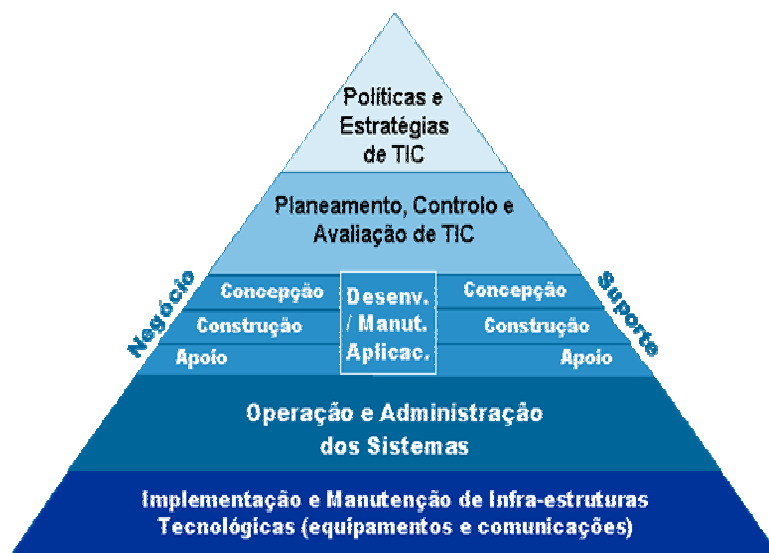 Políticas e
Estratégias
de TIC
Planeamento, Controlo e
Avaliação de TIC
Negócio
Suporte
Concepção
Construção
Apoio
Desenv.
/ Manut.
Aplicac.
Concepção
Construção
Apoio
Operação e Administração
dos Sistemas
Implementação e Manutenção de Infra-estruturas
Tecnológicas (equipamentos e comunicações)